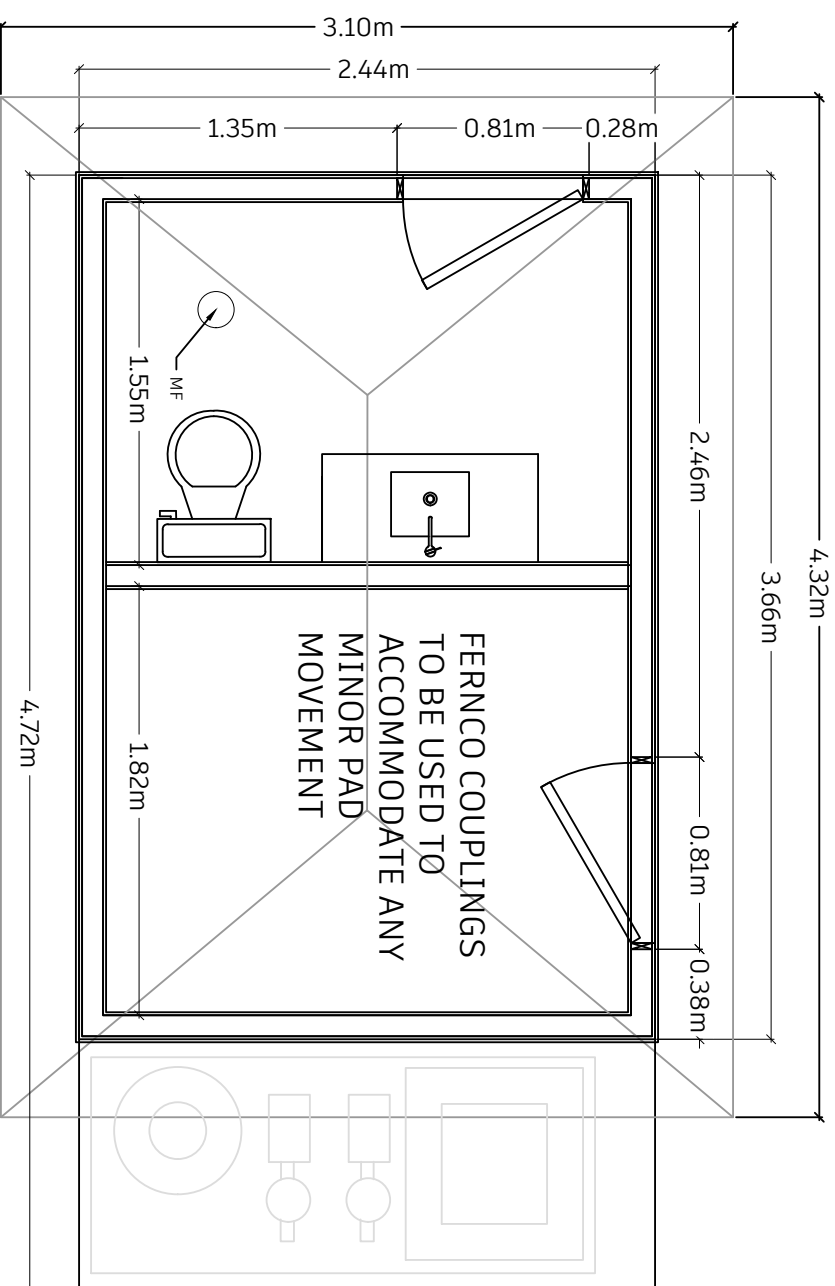 3.10m
2.44m
1.35m
0.81m
0.28m
MF
1.55m
2.46m
4.32m
3.66m
FERNCO COUPLINGS
TO BE USED TO
ACCOMMODATE ANY
MINOR PAD
MOVEMENT
4.72m
1.82m
0.81m
0.38m